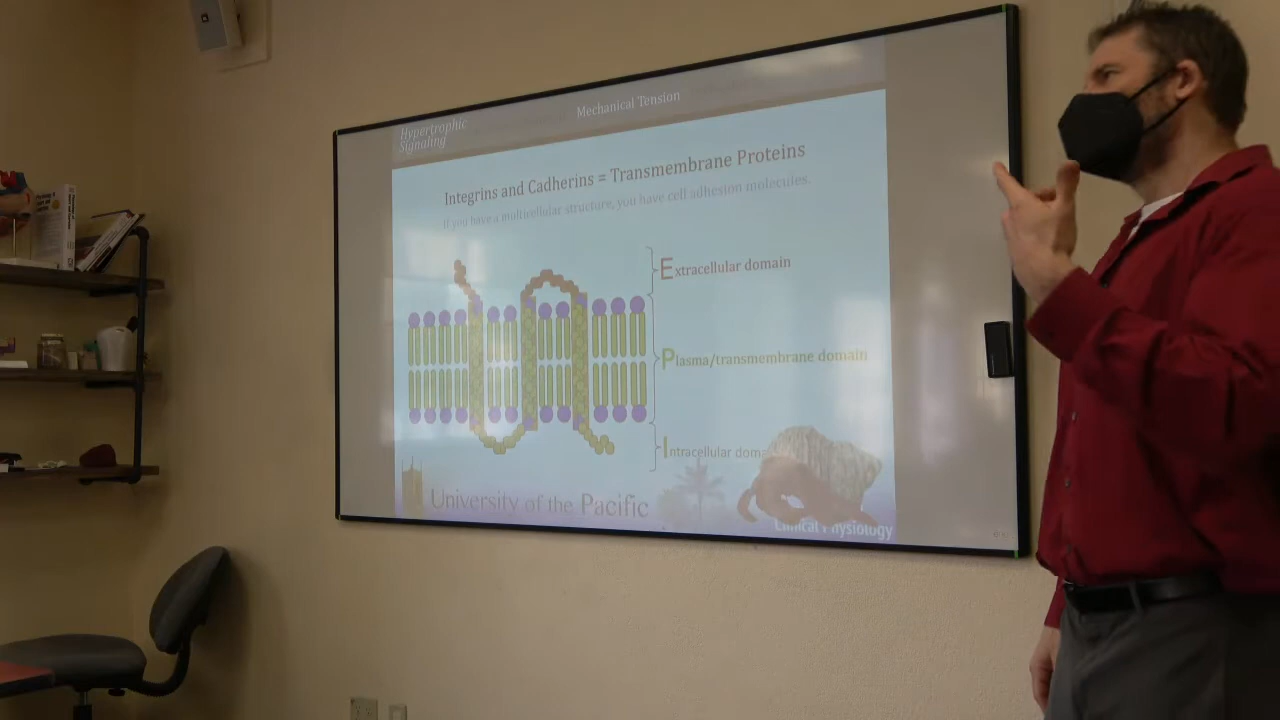 Hypertrophic
Signaling
Mechanical Tension
Integrins and Cadherins = Transmembrane Proteins
If you have a multicellular structure, you have cell adhesion molecules.
Extracellular domain
Plasma/transmembrane domain
Intracellular doma
University of the Pacific
Clinical Physiology